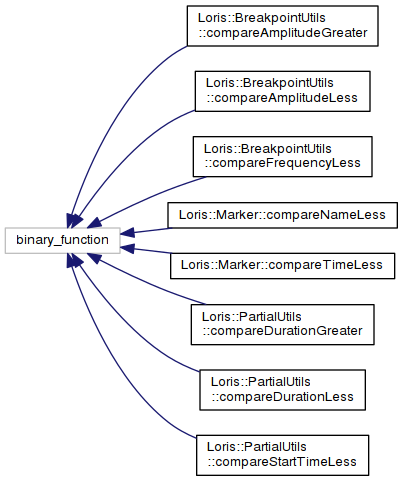 Loris::BreakpointUtils
::compareAmplitudeGreater
Loris::BreakpointUtils
::compareAmplitudeLess
Loris::BreakpointUtils
::compareFrequencyLess
Loris::Marker::compareNameLess
binary_function
Loris::Marker::compareTimeLess
Loris::PartialUtils
::compareDurationGreater
Loris::PartialUtils
::compareDurationLess
Loris::PartialUtils
::compareStartTimeLess